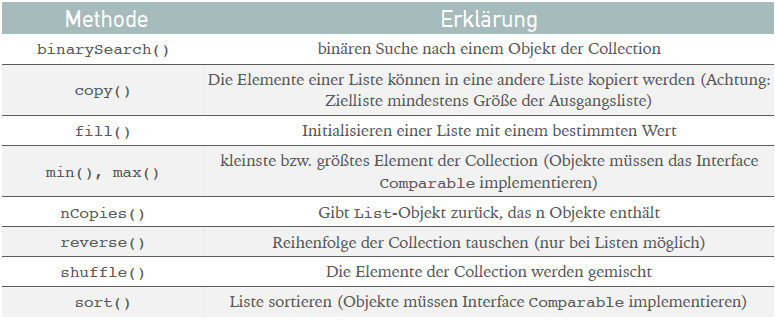 Methode Erklärung
binarySearch() binären Suche nach einem Objekt der Collection
Die Elemente einer Liste können in eine andere Liste kopiert werden (Achtung:
copy()
Zielliste mindestens Größe der Ausgangsliste)
fill() Initialisieren einer Liste mit einem bestimmten Wert
kleinste bzw. größtes Element der Collection (Objekte müssen das Interface
min(), max()
Comparable implementieren)
nCopies() Gibt List-Objekt zurück, das n Objekte enthält
reverse() Reihenfolge der Collection tauschen (nur bei Listen möglich)
shuffle() Die Elemente der Collection werden gemischt
sort() Liste sortieren (Objekte müssen Interface Comparable implementieren)